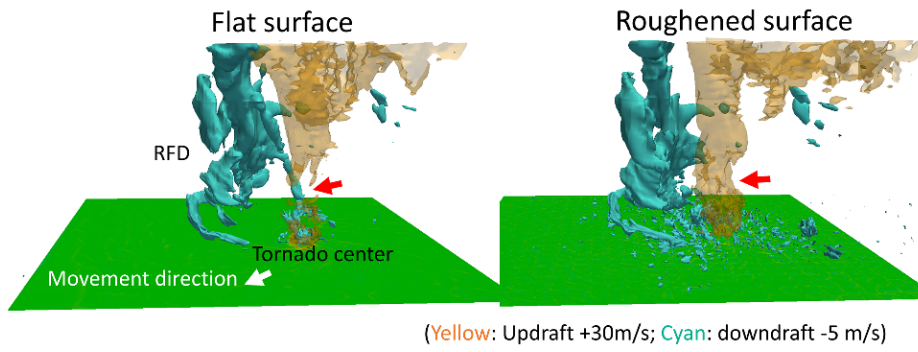 Flat surface
Roughened surface
RFD
Tornado center
Movement direction
(Yellow: Updraft +30m/s; Cyan: downdraft -5 m/s)